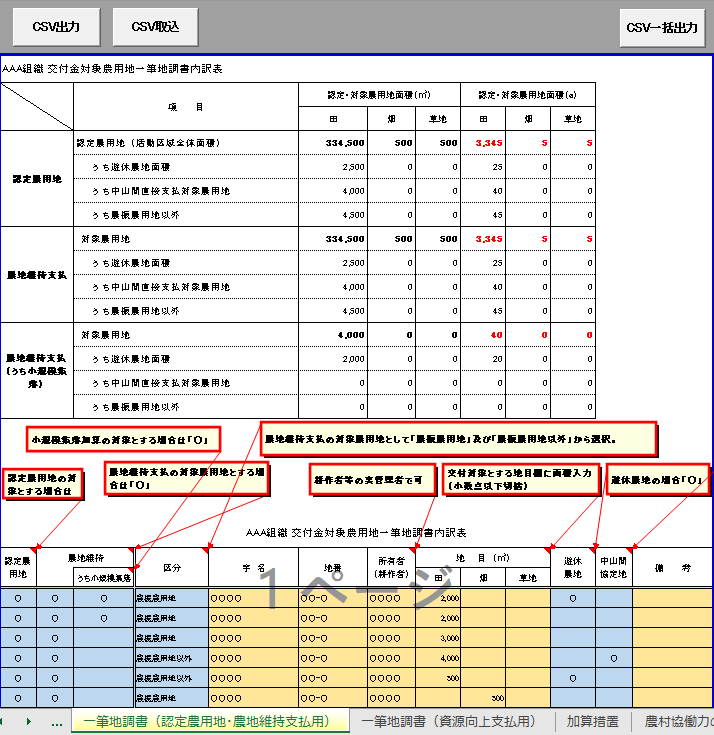 CSV出力 CSV取込 CSV一括出力
AAA組織 交付金対象農用地一筆地調書内訳表
項 目 認定・対象農用地面積(㎡) 認定・対象農用地面積(a)
田 畑 草地 田 畑 草地
認定農用地
認定農用地（活動区域全体面積） 334,500 500 500 3,345 5 5
うち遊休農地面積 2,500 0 0 25 0 0
うち中山間直接支払対象農用地 4,000 0 0 40 0 0
うち農振農用地以外 4,500 0 0 45 0 0
農地維持支払
対象農用地 334,500 500 500 3,345 5 5
うち遊休農地面積 2,500 0 0 25 0 0
うち中山間直接支払対象農用地 4,000 0 0 40 0 0
うち農振農用地以外 4,500 0 0 45 0 0
農地維持支払
(うち小規模集
落)
対象農用地 4,000 0 0 40 0 0
うち遊休農地面積 2,000 0 0 20 0 0
うち中山間直接支払対象農用地 0 0 0 0 0 0
うち農振農用地以外 0 0 0 0 0 0
小規模集落加算の対象とする場合は「○」
農地維持支払の対象農用地として「農振農用地」及び「農振農用地以外」から選択。
認定農用地の対
象とする場合は
農地維持支払の対象農用地とする場
合は「○」
耕作者等の実管理者で可
交付対象とする地目欄に面積入力
(小数点以下切捨)
遊休農地の場合「○」
AAA組織 交付金対象農用地一筆地調書内訳表
認定農
用地
農地維持
うち小規模集落
区分
字 名
地番
所有者
(耕作者)
地 目 (㎡)
田 畑 草地
遊休
農地
中山間
協定地
備 考
1 ページ
○ ○ ○ 農振農用地 ○○○○ ○○-○ ○○○○ 2,000 ○
○ ○ ○ 農振農用地 ○○○○ ○○-○ ○○○○ 2,000
○ ○ 農振農用地 ○○○○ ○○-○ ○○○○ 3,000
○ ○ 農振農用地以外 ○○○○ ○○-○ ○○○○ 4,000 ○
○ ○ 農振農用地以外 ○○○○ ○○-○ ○○○○ 500 ○
○ ○ 農振農用地 ○○○○ ○○-○ ○○○○ 500
... 一筆地調書（認定農用地・農地維持支払用） 一筆地調書（資源向上支払用） 加算措置 農村協働力の